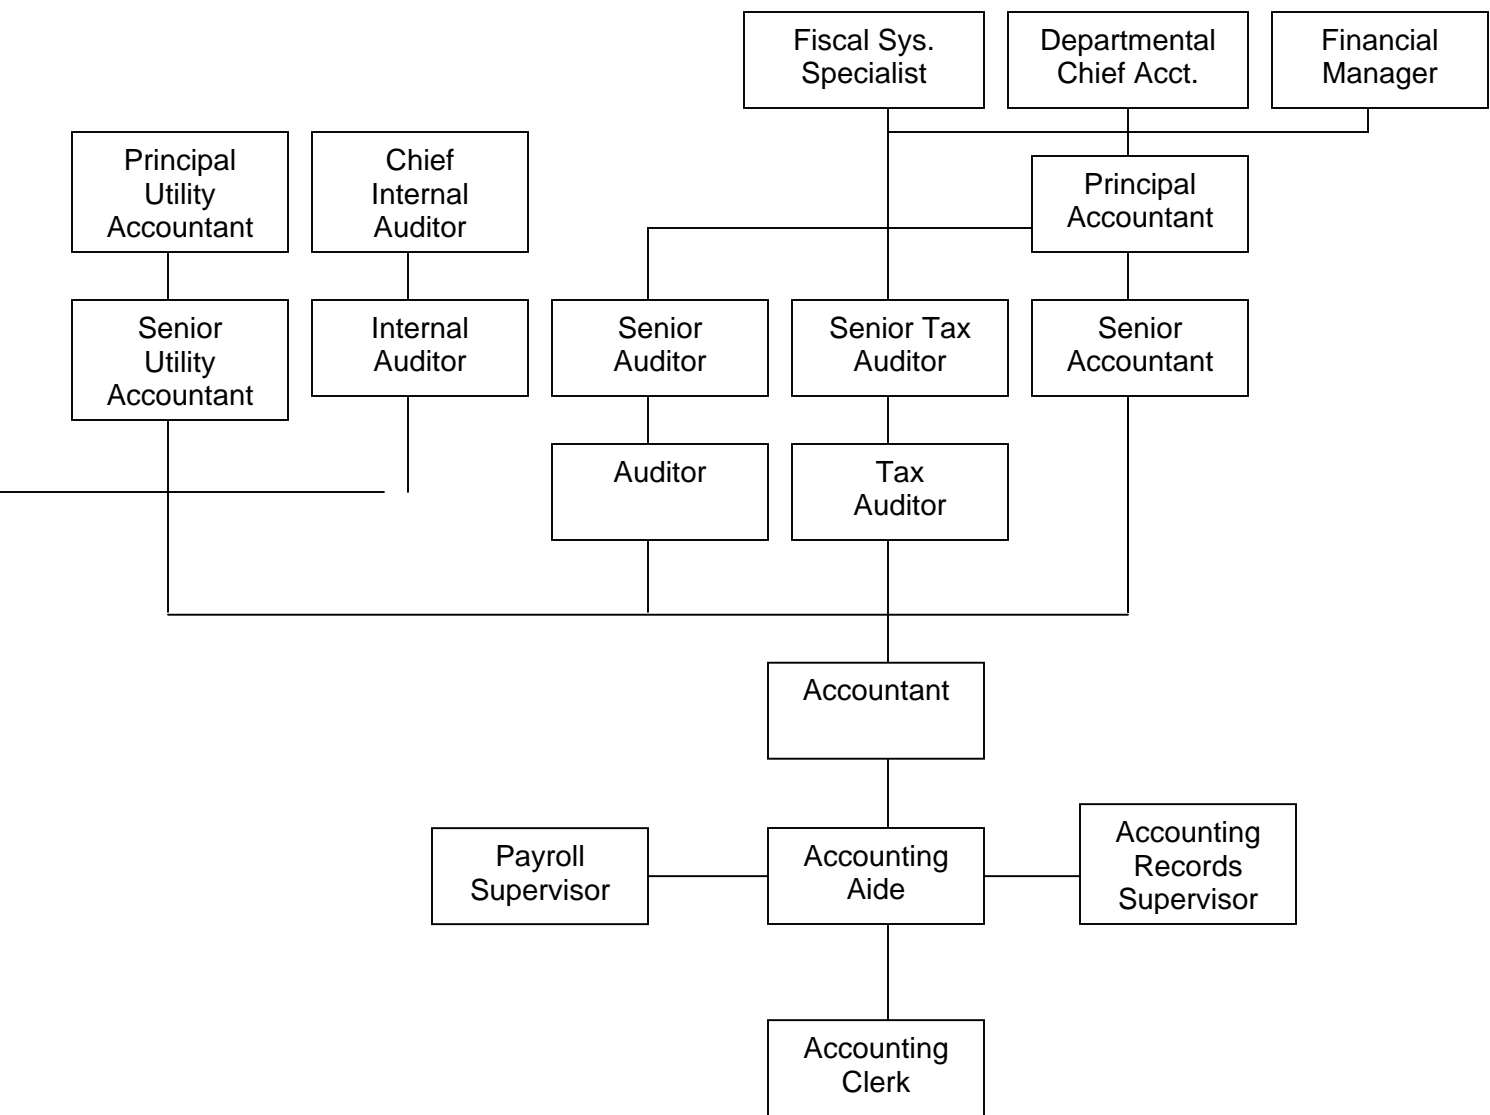 Fiscal Sys.
Specialist
Departmental
Chief Acct.
Financial
Manager
Principal
Utility
Accountant
Chief
Internal
Auditor
Principal
Accountant
Senior
Utility
Accountant
Internal
Auditor
Senior
Auditor
Senior Tax
Auditor
Senior
Accountant
Auditor
Tax
Auditor
Accountant
Payroll
Supervisor
Accounting
Aide
Accounting
Records
Supervisor
Accounting
Clerk